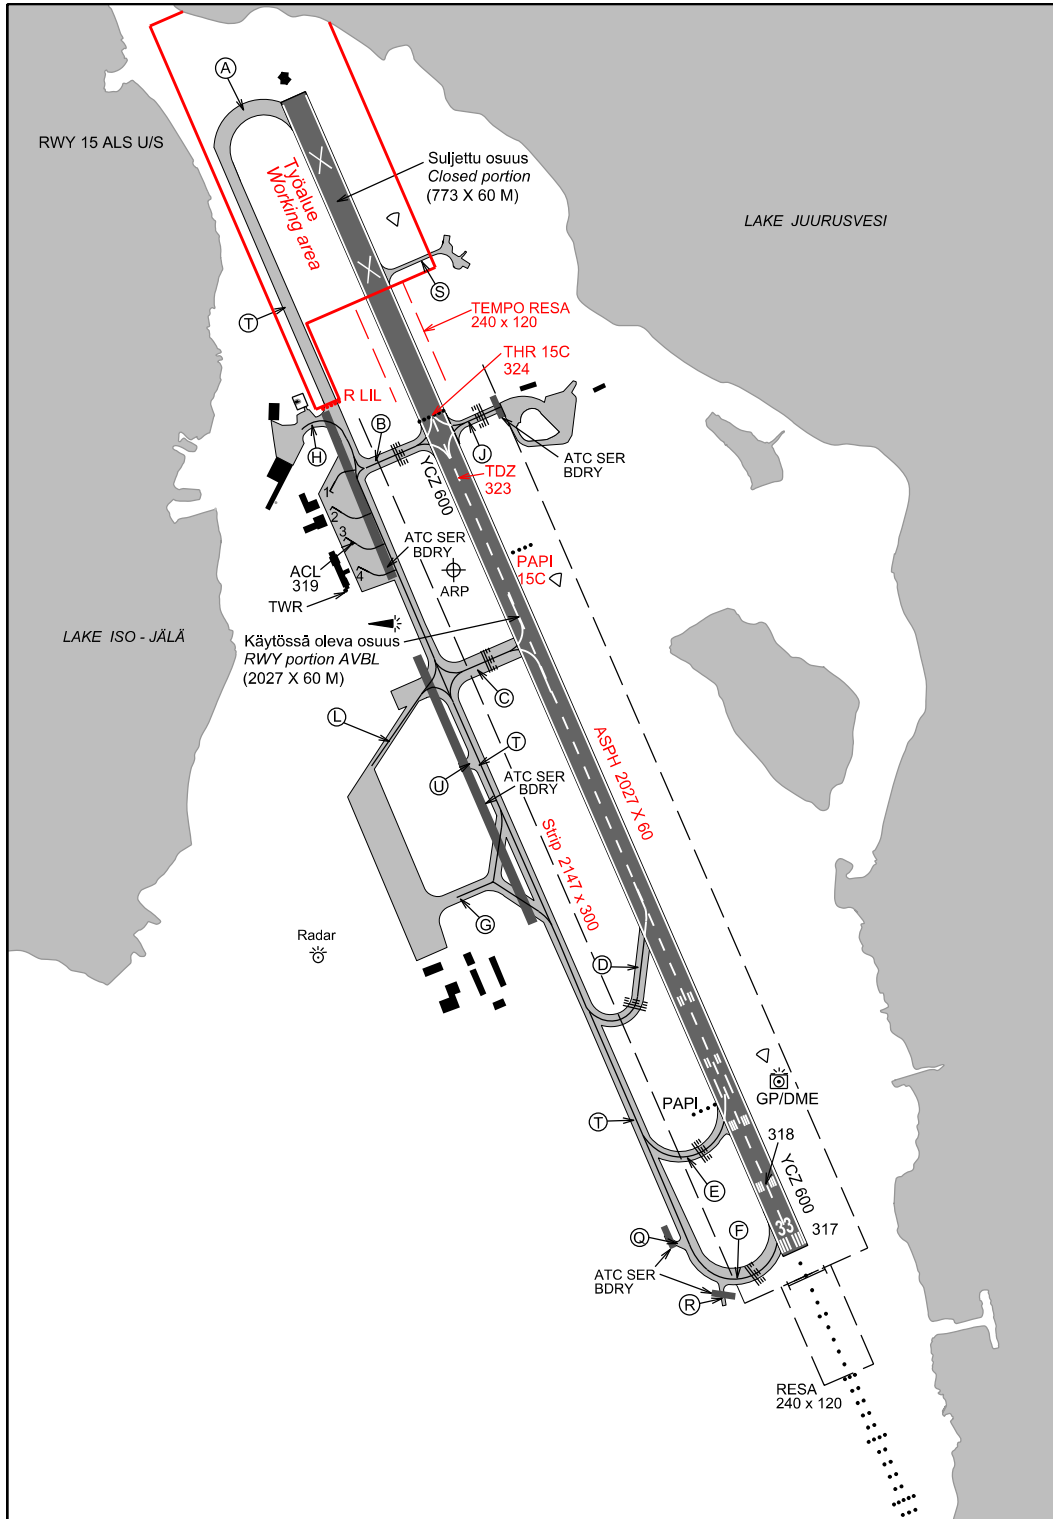 A
RWY 15 ALS U/S
Suljettu osuus
Closed portion
(773 X 60 M)
Työalue
Working area
LAKE JUURUSVESI
S
TEMPO RESA
240 x 120
T
THR 15C
324
R LIL
B
H
J
ATC SER
BDRY
YCZ 600
TDZ
323
1
2
3
4
ATC SER
BDRY
ACL
319
TWR
ARP
PAPI
15C
LAKE ISO - JÄLÄ
Käytössä oleva osuus
RWY portion AVBL
(2027 X 60 M)
C
L
T
U
ATC SER
BDRY
ASPH 2027 X 60
Strip 2147 x 300
G
Radar
D
GP/DME
PAPI
T
318
E
YCZ 600
33
317
Q
F
ATC SER
BDRY
R
RESA
240 x 120